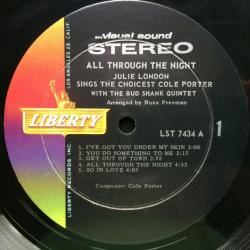 ...visual sound
STEREO
ALL THROUGH THE NIGHT
JULIE LONDON
SINGS THE CHOICEST COLE PORTER
WITH THE BUD SHANK QUINTET
Arranged by Russ Freeman
LIBERTY
LST 7434 A
1
1. I'VE GOT YOU UNDER MY SKIN 3:00
2. YOU DO SOMETHING TO ME 2:15
3. GET OUT OF TOWN 2:55
4. ALL THROUGH THE NIGHT 4:32
5. SO IN LOVE 4:05
Composer: Cole Porter
LIBERTY RECORDS INC
LOS ANGELES 28 CALIF